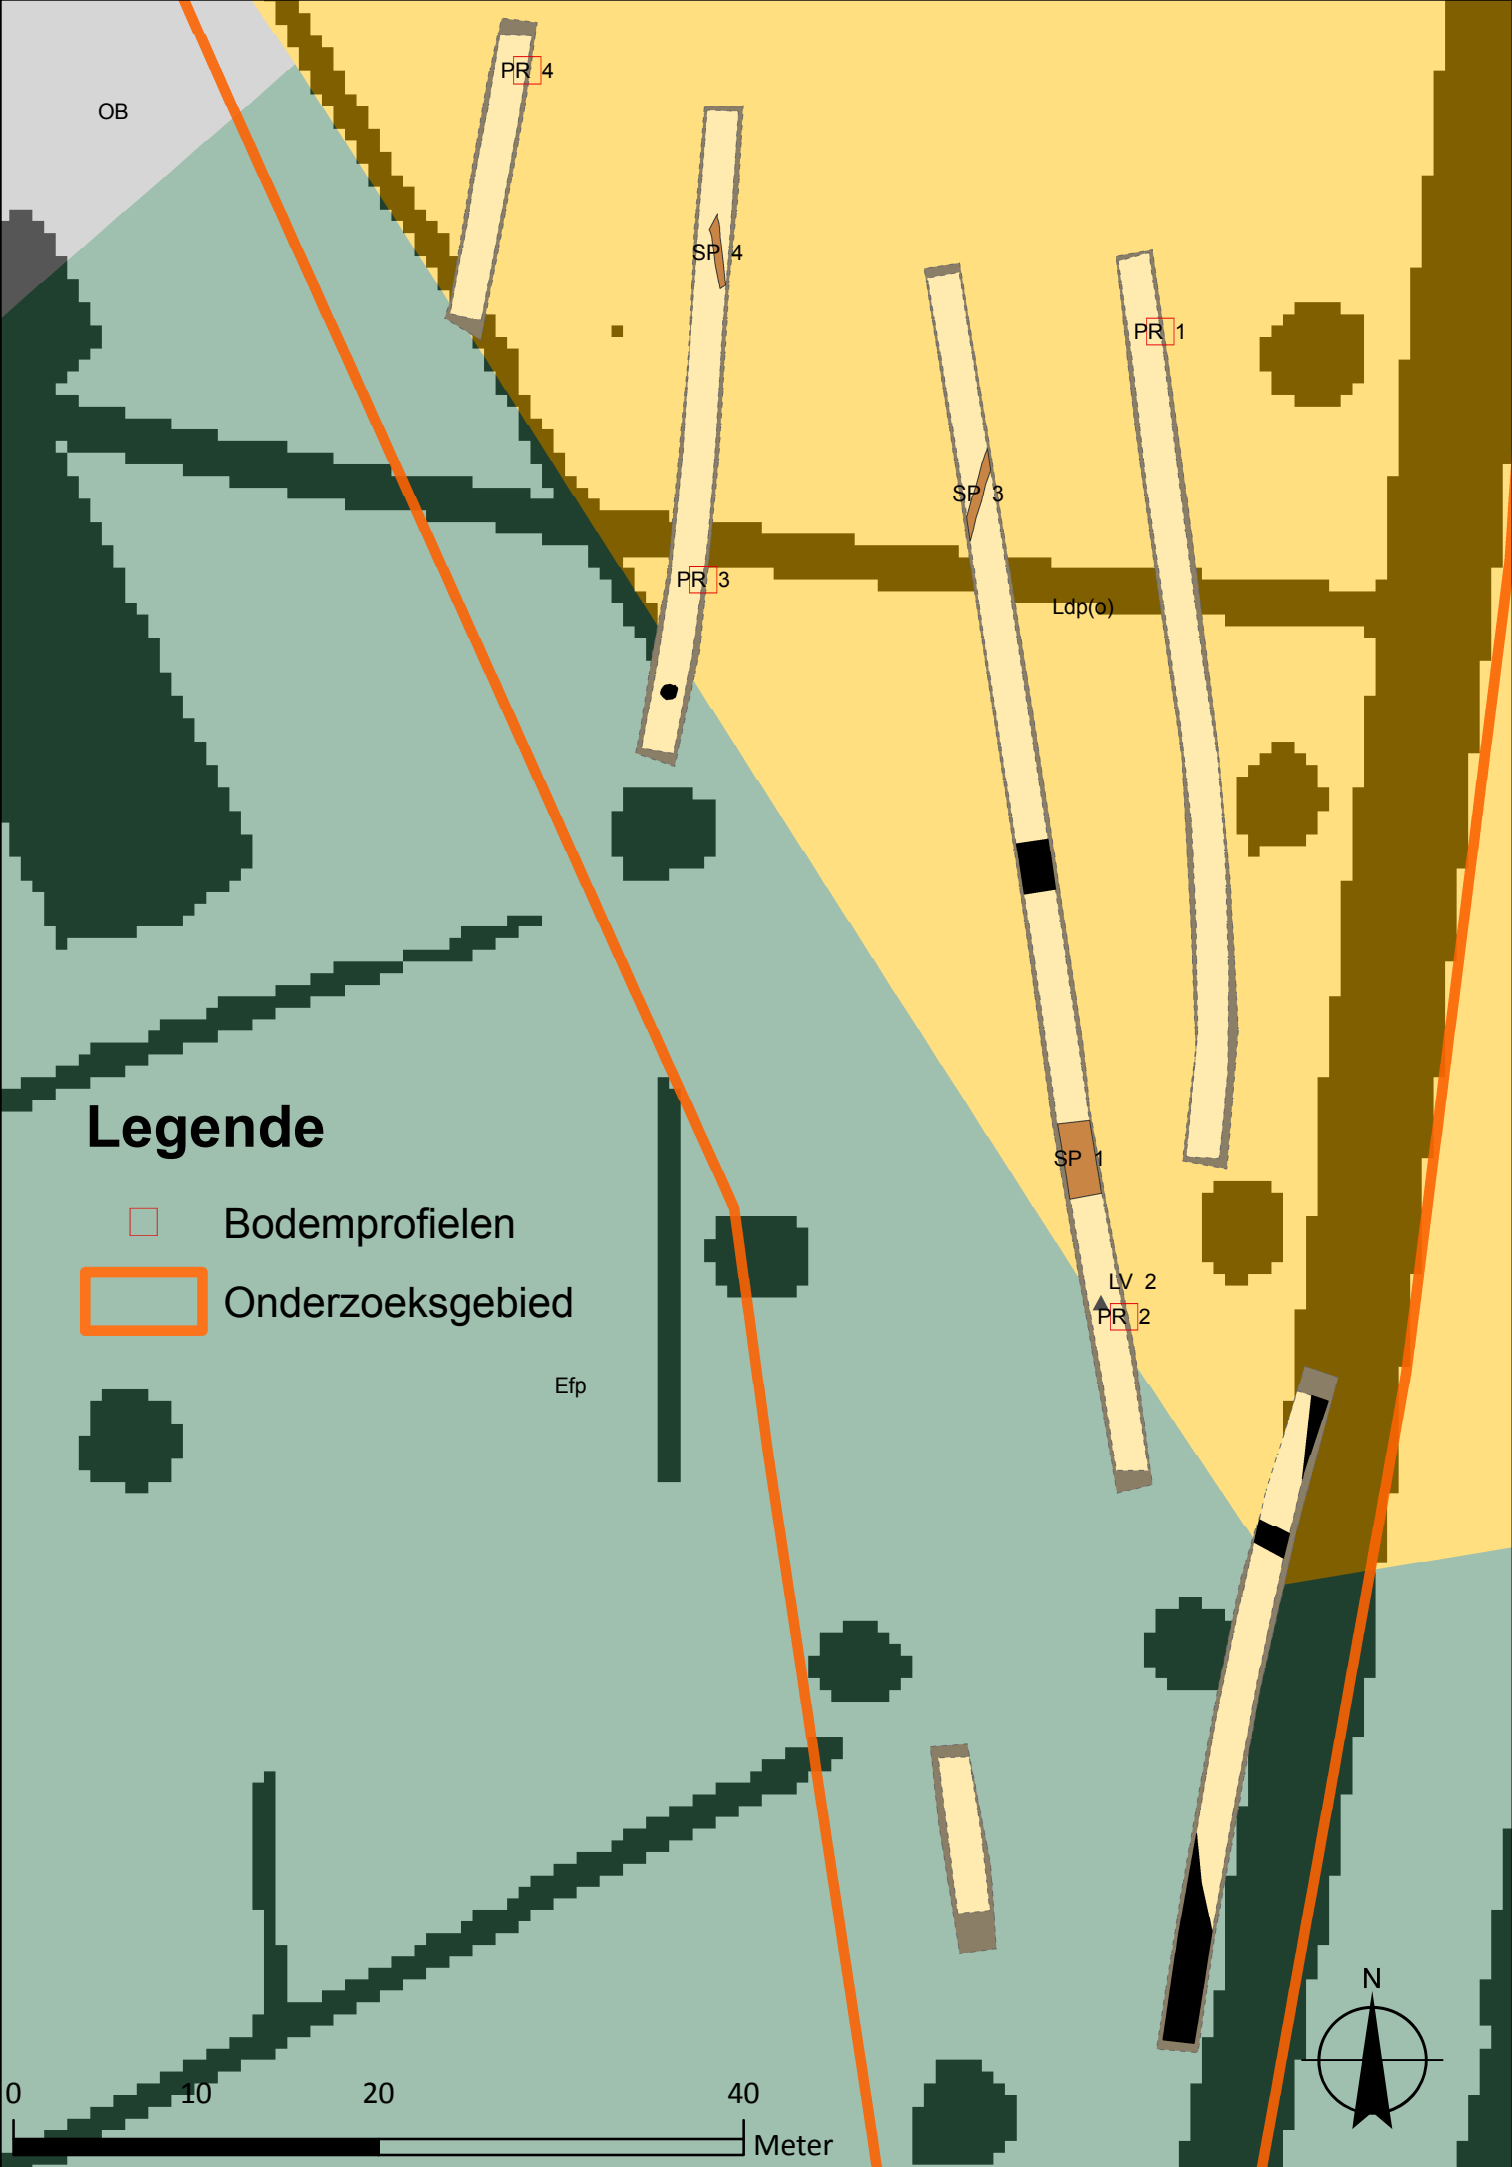 PR 4
OB
SP 4
PR 1
SP 3
PR 3
Ldp(o)
Legende
SP 1
Bodemprofielen
LV 2
Onderzoeksgebied
PR 2
Efp
N
0 10 20 40
Meter